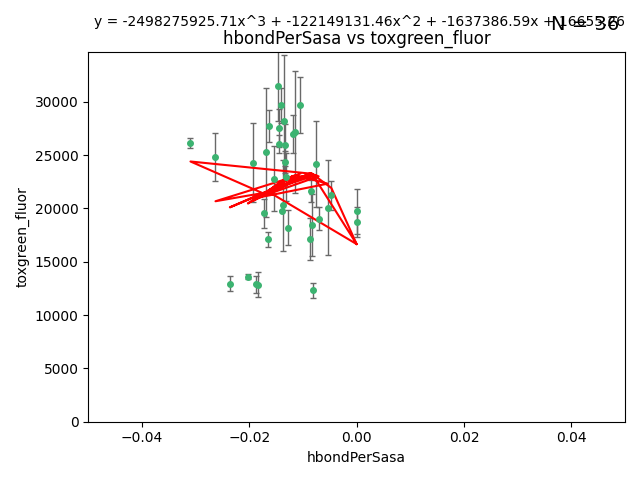 y = -2498275925.71x^3 + -122149131.46x^2 + -1637386.59x + 16655.26
N = 36
hbondPerSasa vs toxgreen_fluor
toxgreen_fluor
30000
25000
20000
15000
10000
5000
0
-0.04
-0.02
0.00
0.02
0.04
hbondPerSasa